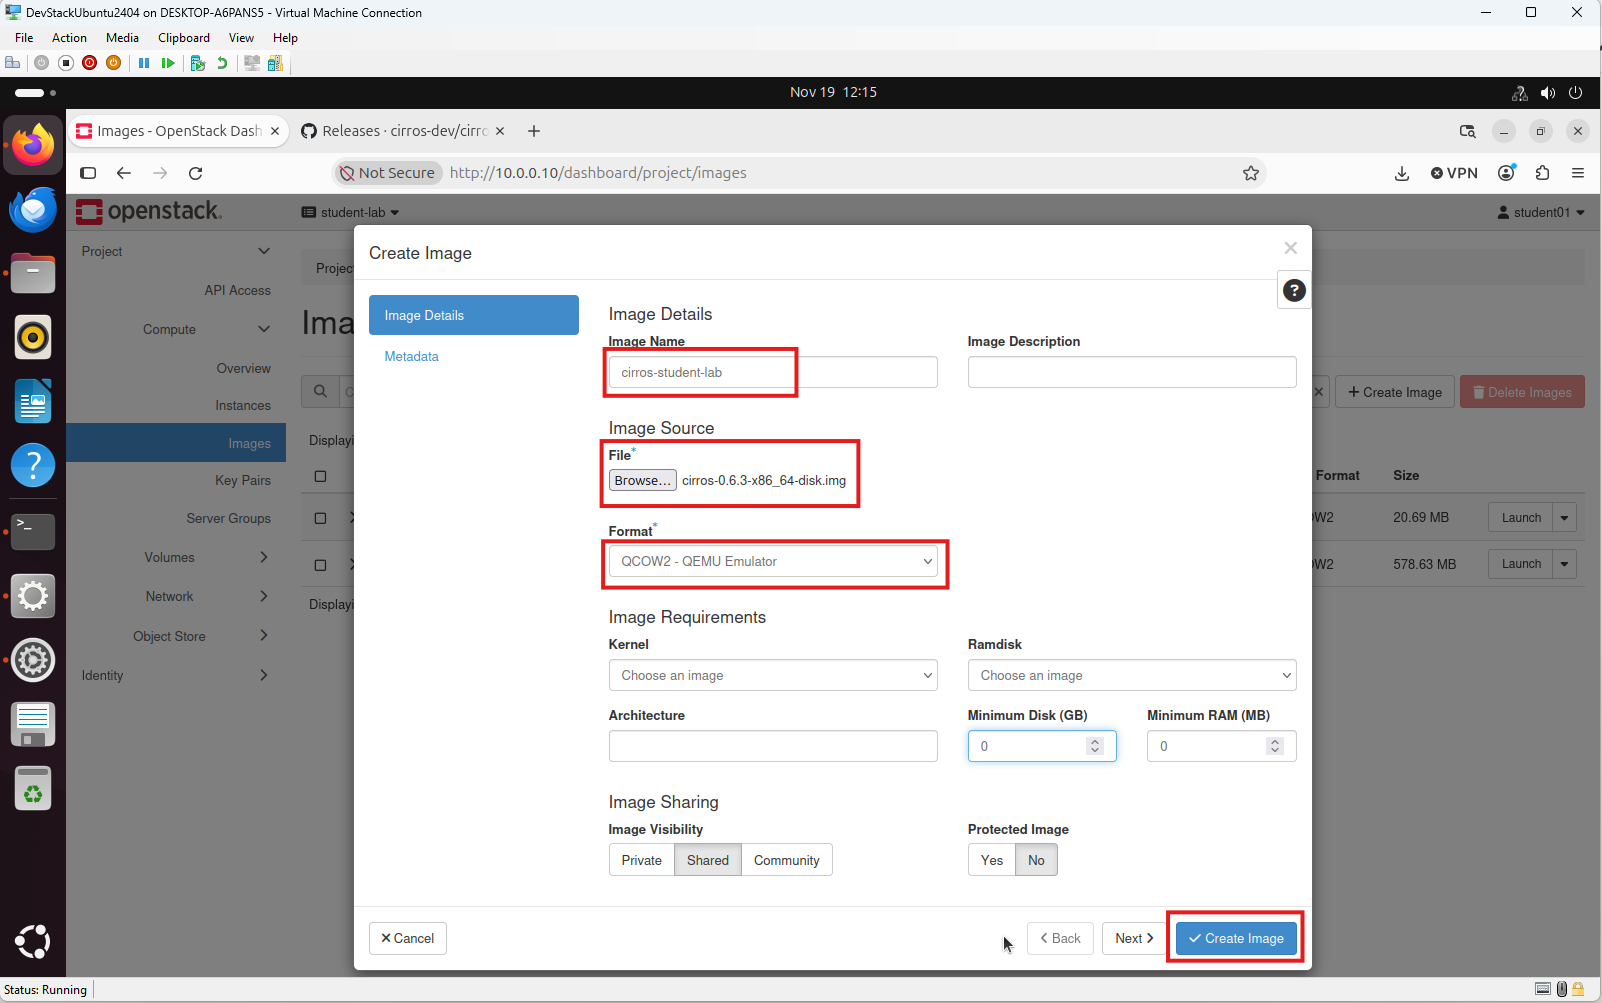 DevStackUbuntu2404 on DESKTOP-A6PANS5 - Virtual Machine Connection
File Action Media Clipboard View Help
Nov 19 12:15
Images - OpenStack Dash
Releases · cirros-dev/cirro
Not Secure http://10.0.0.10/dashboard/project/images
VPN
openstack.
student-lab
student01
Project
API Access
Compute
Overview
Instances
Images
Key Pairs
Server Groups
Volumes
Network
Object Store
Identity
Projec
Ima
Displayi
Displayi
Create Image
Delete Images
Format Size
OW2 20.69 MB Launch
OW2 578.63 MB Launch
Create Image
Image Details
Metadata
Image Details
Image Name
cirros-student-lab
Image Description
Image Source
File*
Browse... cirros-0.6.3-x86_64-disk.img
Format*
QCOW2 - QEMU Emulator
Image Requirements
Kernel
Choose an image
Ramdisk
Choose an image
Architecture
Minimum Disk (GB)
0
Minimum RAM (MB)
0
Image Sharing
Image Visibility
Private Shared Community
Protected Image
Yes No
Cancel
Back
Next
Create Image
Status: Running